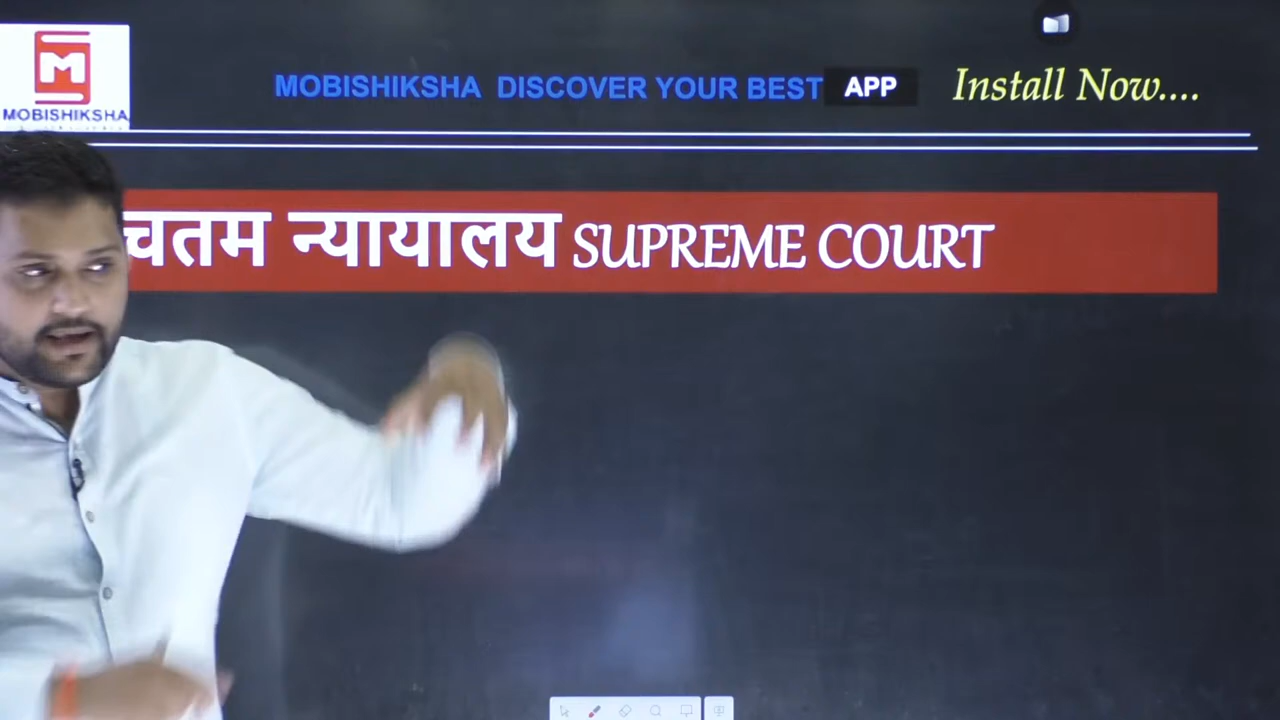 M
MOBISHIKSHA
MOBISHIKSHA DISCOVER YOUR BEST APP Install Now....
चतम न्यायालय SUPREME COURT